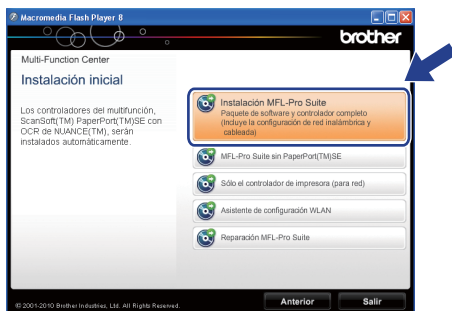 Macromedia Flash Player 8
brother
Multi-Function Center
Instalación inicial
Los controladores del multifunción,
ScanSoft(TM) PaperPort(TM)SE con
OCR de NUANCE(TM), serán
instalados automáticamente.
Instalación MFL-Pro Suite
Paquete de software y controlador completo
(Incluye la configuración de red inalámbrica y
cableada)
MFL-Pro Suite sin PaperPort(TM)SE
Sólo el controlador de impresora (para red)
Asistente de configuración WLAN
Reparación MFL-Pro Suite
© 2001-2010 Brother Industries, Ltd. All Rights Reserved.
Anterior
Salir